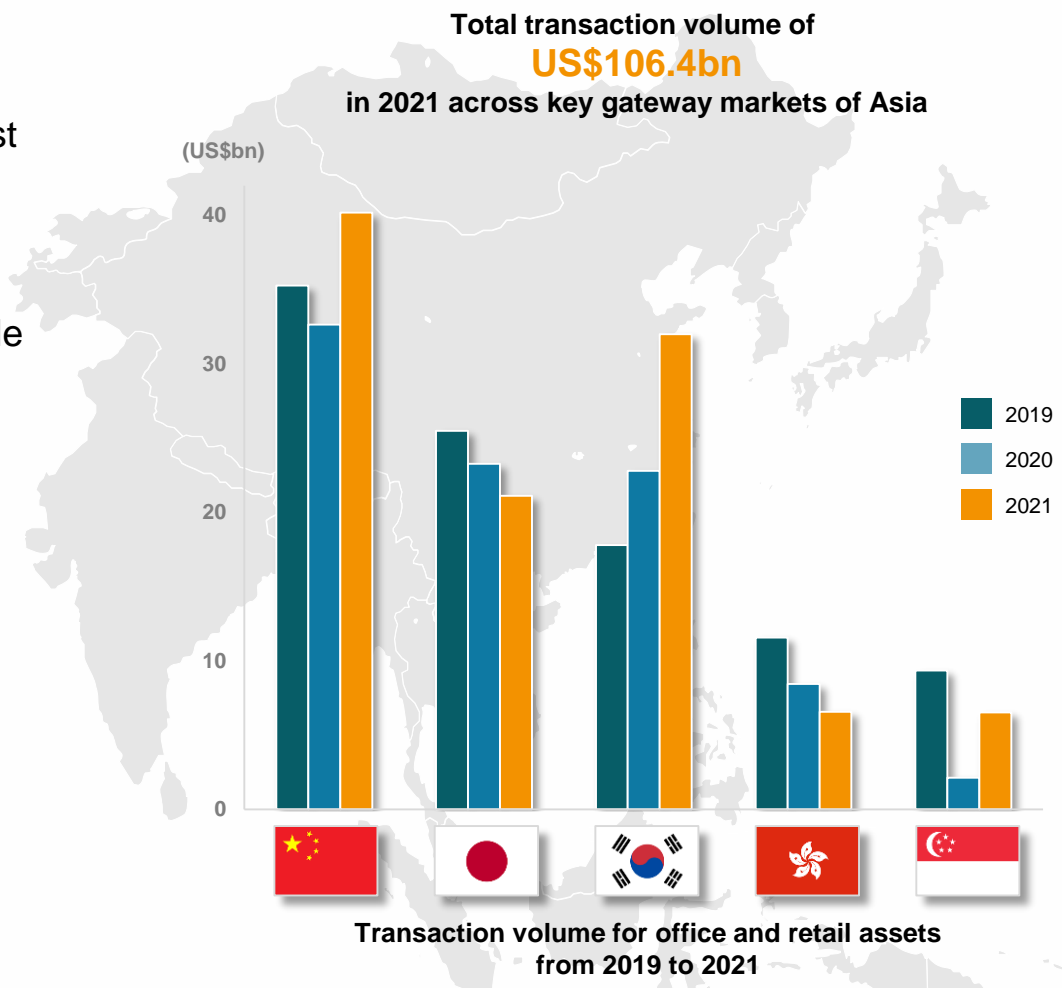 Total transaction volume of
US$106.4bn
in 2021 across key gateway markets of Asia
(US$bn)
40
30
20
10
0
2019
2020
2021
Transaction volume for office and retail assets
from 2019 to 2021